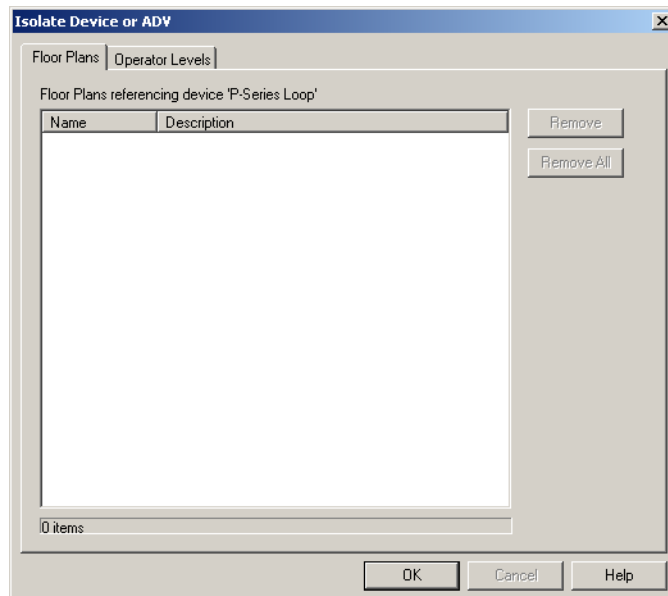 Isolate Device or ADV
Floor Plans Operator Levels
Floor Plans referencing device 'P-Series Loop'
Name Description
Remove
Remove All
0 items
OK Cancel Help